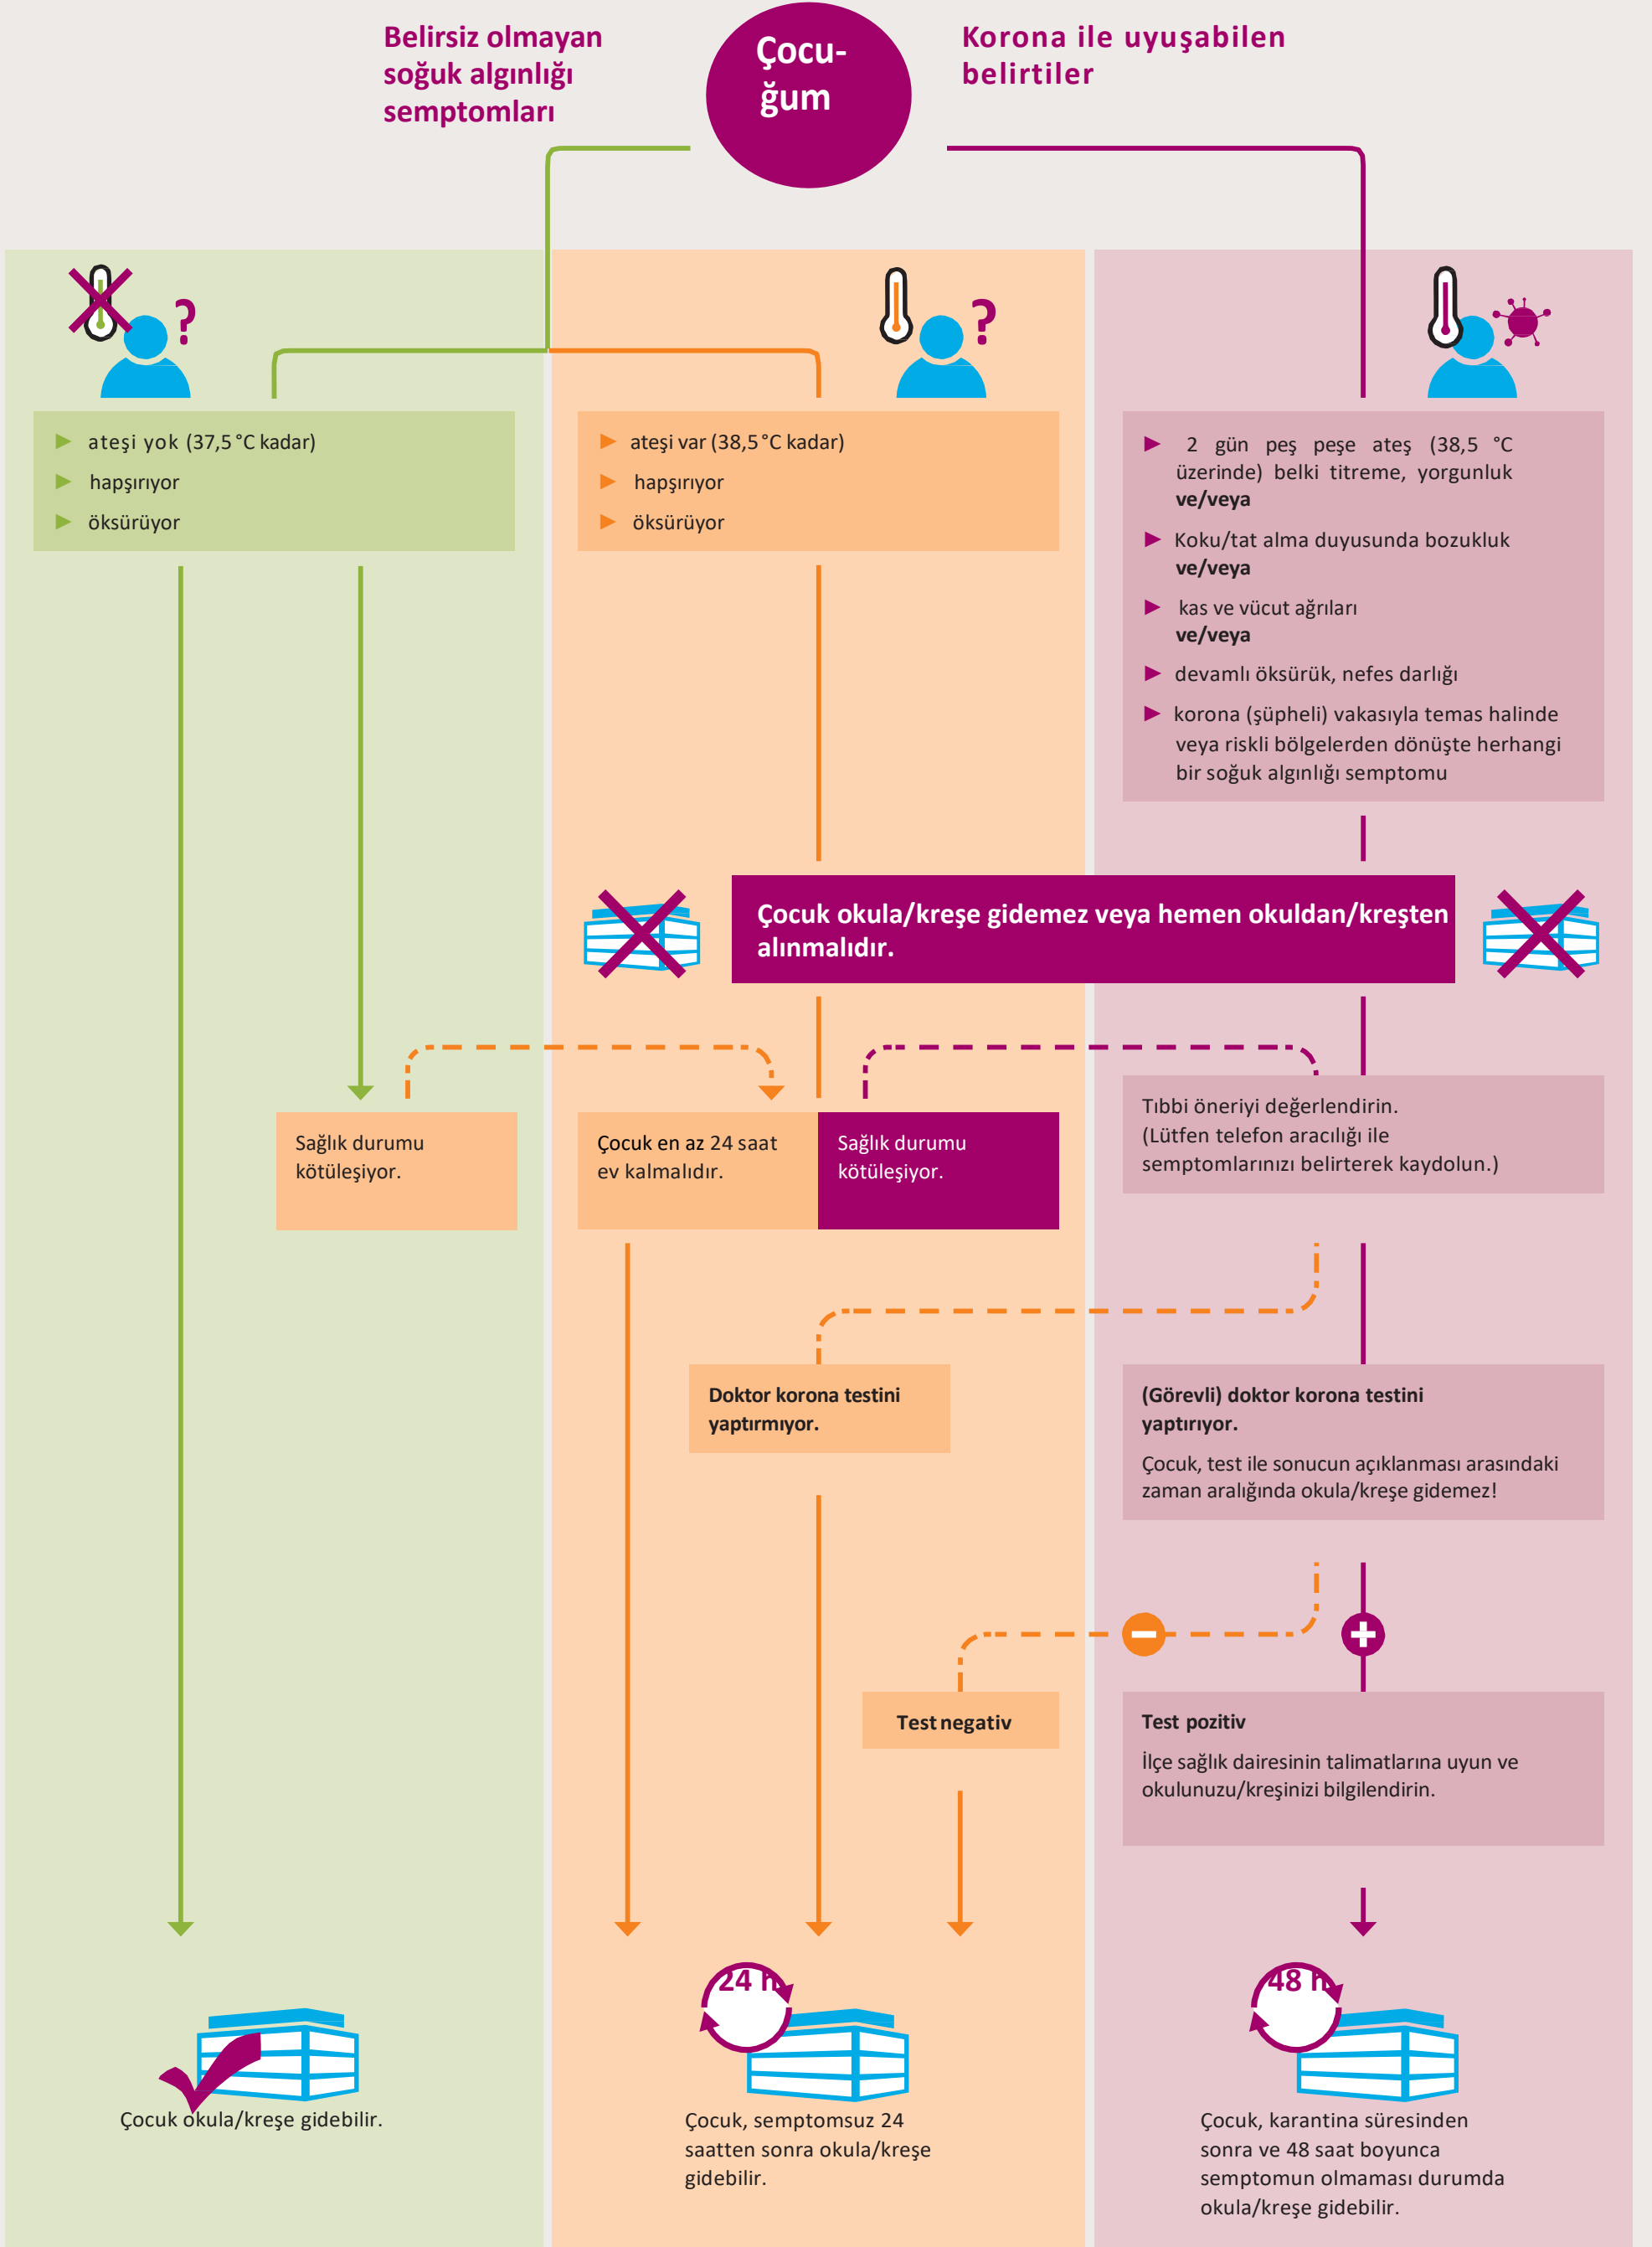 Belirsiz olmayan
soğuk algınlığı
semptomları
Çocu-
ğum
Korona ile uyuşabilen
belirtiler
?
?
► ateşi yok (37,5 °C kadar)
► hapşırıyor
► öksürüyor
► ateşi var (38,5 °C kadar)
► hapşırıyor
► öksürüyor
► 2 gün peş peşe ateş (38,5 °C
üzerinde) belki titreme, yorgunluk
ve/veya
► Koku/tat alma duyusunda bozukluk
ve/veya
► kas ve vücut ağrıları
ve/veya
► devamlı öksürük, nefes darlığı
► korona (şüpheli) vakasıyla temas halinde
veya riskli bölgelerden dönüşte herhangi
bir soğuk algınlığı semptomu
Çocuk okula/kreşe gidemez veya hemen okuldan/kreşten
alınmalıdır.
Sağlık durumu
kötüleşiyor.
Çocuk en az 24 saat
ev kalmalıdır.
Sağlık durumu
kötüleşiyor.
Tıbbi öneriyi değerlendirin.
(Lütfen telefon aracılığı ile
semptomlarınızı belirterek kaydolun.)
Doktor korona testini
yaptırmıyor.
(Görevli) doktor korona testini
yaptırıyor.
Çocuk, test ile sonucun açıklanması arasındaki
zaman aralığında okula/kreşe gidemez!
Test negativ
Test pozitiv
İlçe sağlık dairesinin talimatlarına uyun ve
okulunuzu/kreşinizi bilgilendirin.
24 h
48 h
Çocuk okula/kreşe gidebilir.
Çocuk, semptomsuz 24
saatten sonra okula/kreşe
gidebilir.
Çocuk, karantina süresinden
sonra ve 48 saat boyunca
semptomun olmaması durumda
okula/kreşe gidebilir.